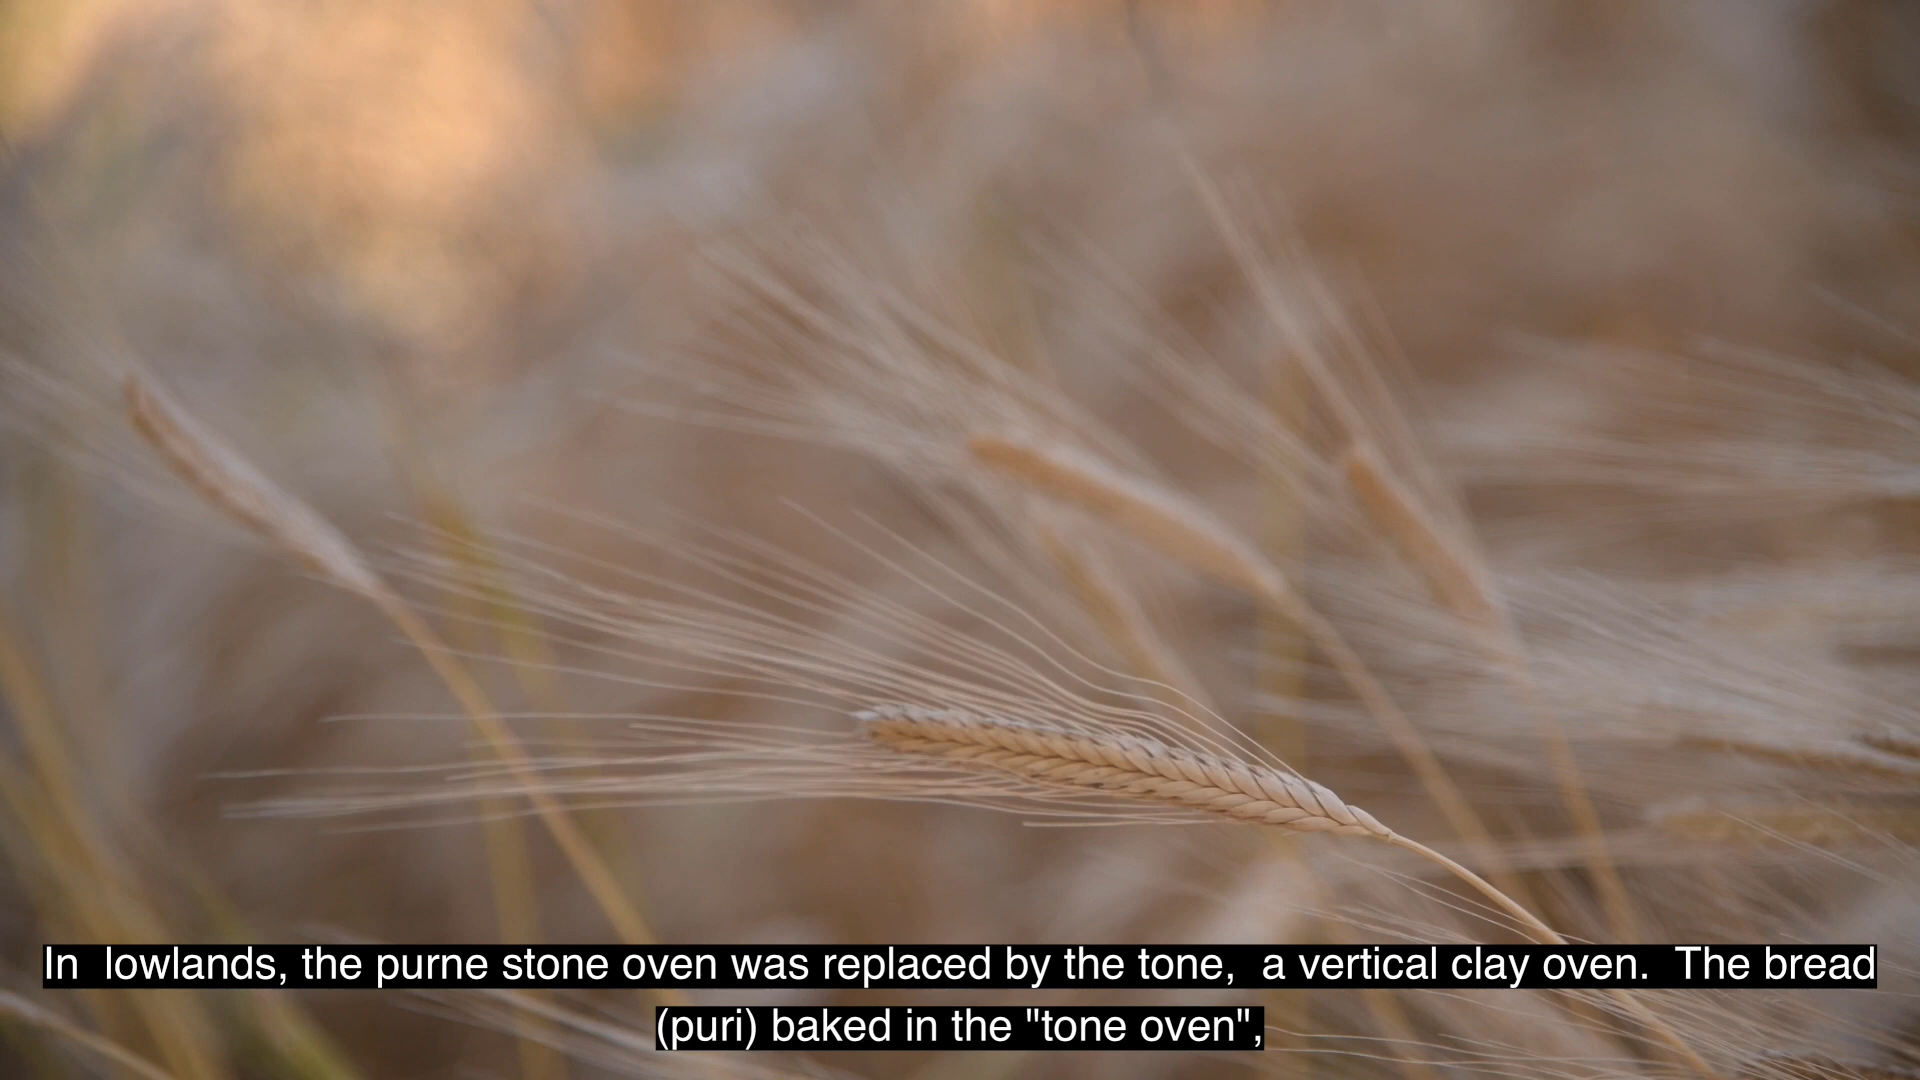 In  lowlands, the purne stone oven was replaced by the tone,  a vertical clay oven.  The bread
(puri) baked in the "tone oven",